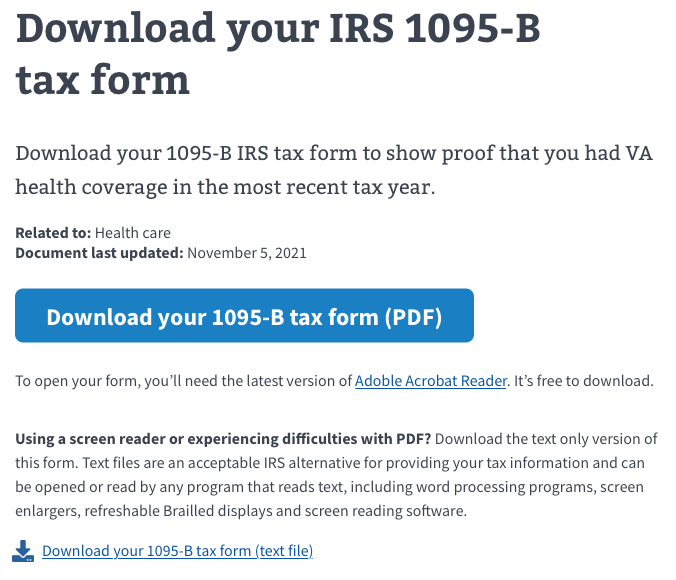 Download your IRS 1095-B
tax form
Download your 1095-B IRS tax form to show proof that you had VA
health coverage in the most recent tax year.
Related to: Health care
Document last updated: November 5, 2021
Download your 1095-B tax form (PDF)
To open your form, you’ll need the latest version of Adoble Acrobat Reader. It’s free to download.
Using a screen reader or experiencing difficulties with PDF? Download the text only version of
this form. Text files are an acceptable IRS alternative for providing your tax information and can
be opened or read by any program that reads text, including word processing programs, screen
enlargers, refreshable Brailled displays and screen reading software.
Download your 1095-B tax form (text file)